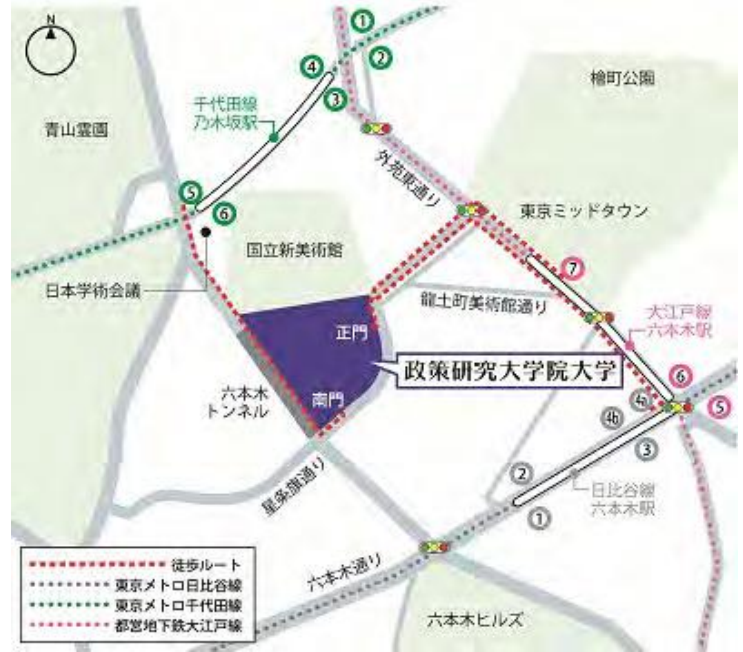 N
①
②
④
③
檜町公園
千代田線
乃木坂駅
青山霊園
外苑東通り
⑤
⑥
東京ミッドタウン
国立新美術館
⑦
日本学術会議
龍土町美術館通り
大江戸線
六本木駅
正門
政策研究大学院大学
六本木
トンネル
南門
⑥
4a
⑤
4b
③
星条旗通り
②
①
日比谷線
六本木駅
六本木通り
徒歩ルート
東京メトロ日比谷線
東京メトロ千代田線
都営地下鉄大江戸線
六本木ヒルズ